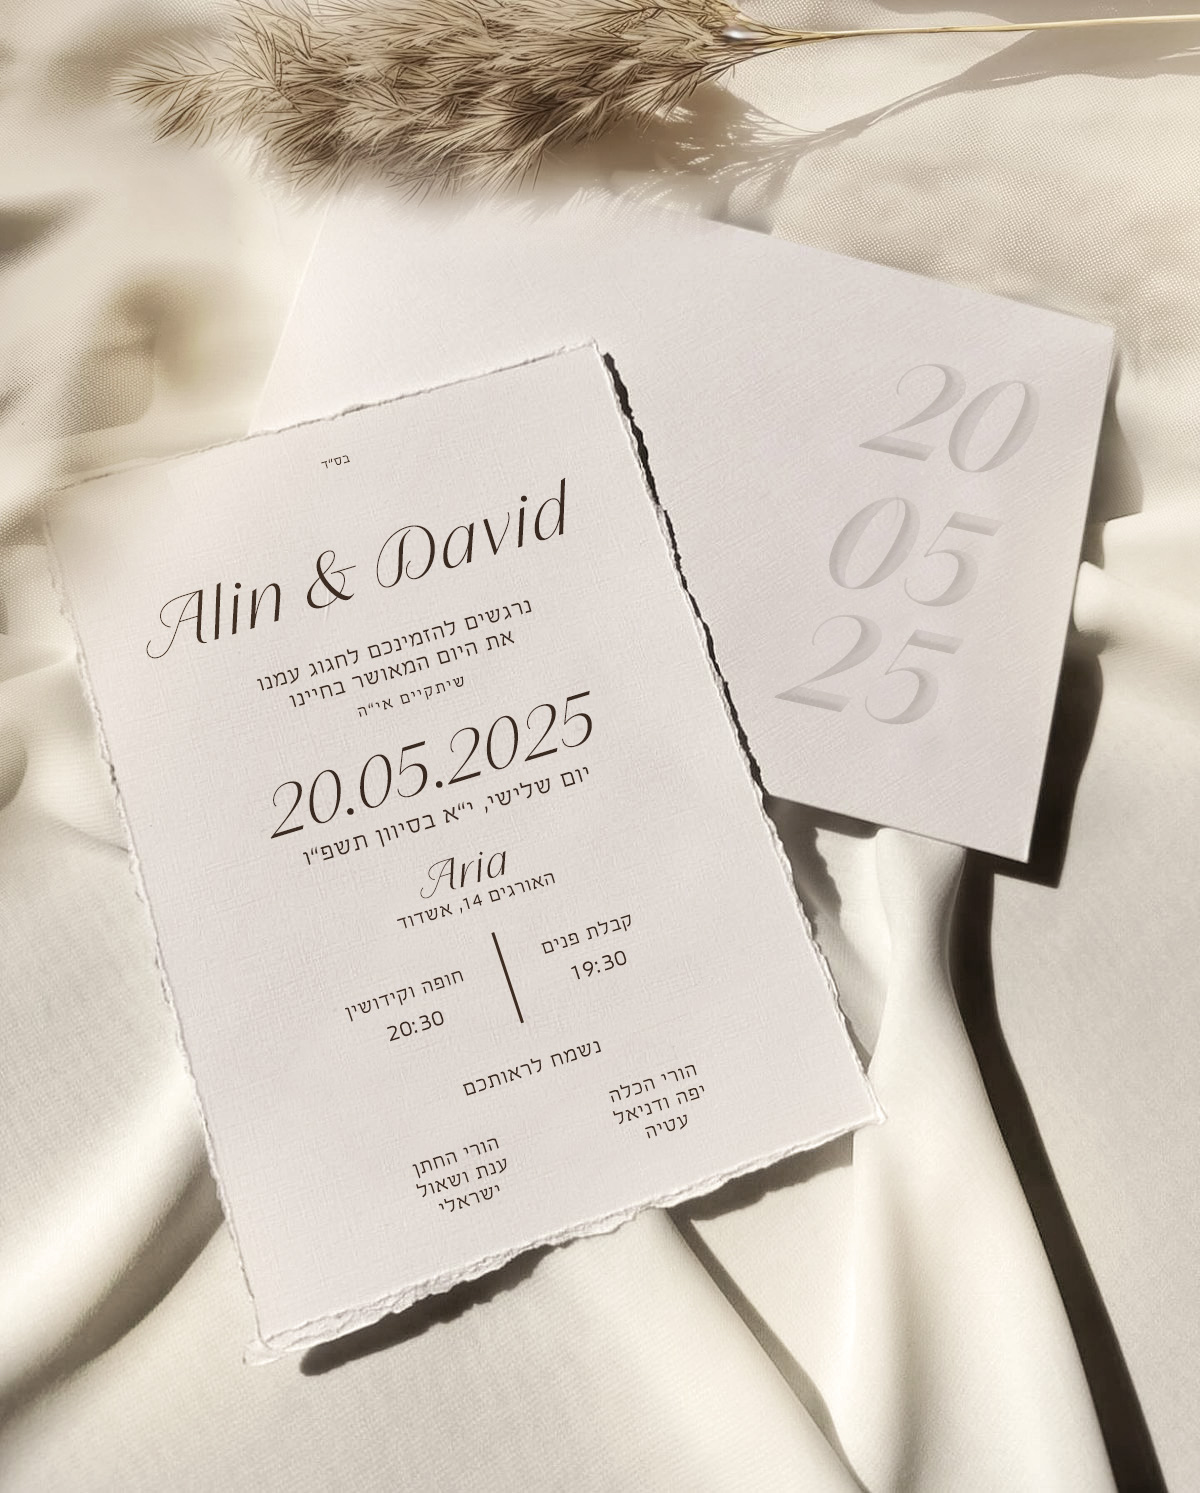 בס"ד
Alin & David
נרגשים להזמינכם לחגוג עמנו
את היום המאושר בחיינו
שיתקיים אי"ה
20.05.2025
יום שלישי, י"א בסיוון תשפ"ו
Aria
האורגים 14, אשדוד
קבלת פנים
19:30
חופה וקידושין
20:30
נשמח לראותכם
הורי הכלה
יפה ודניאל
עטיה
הורי החתן
ענת ושאול
ישראלי
20
05
25